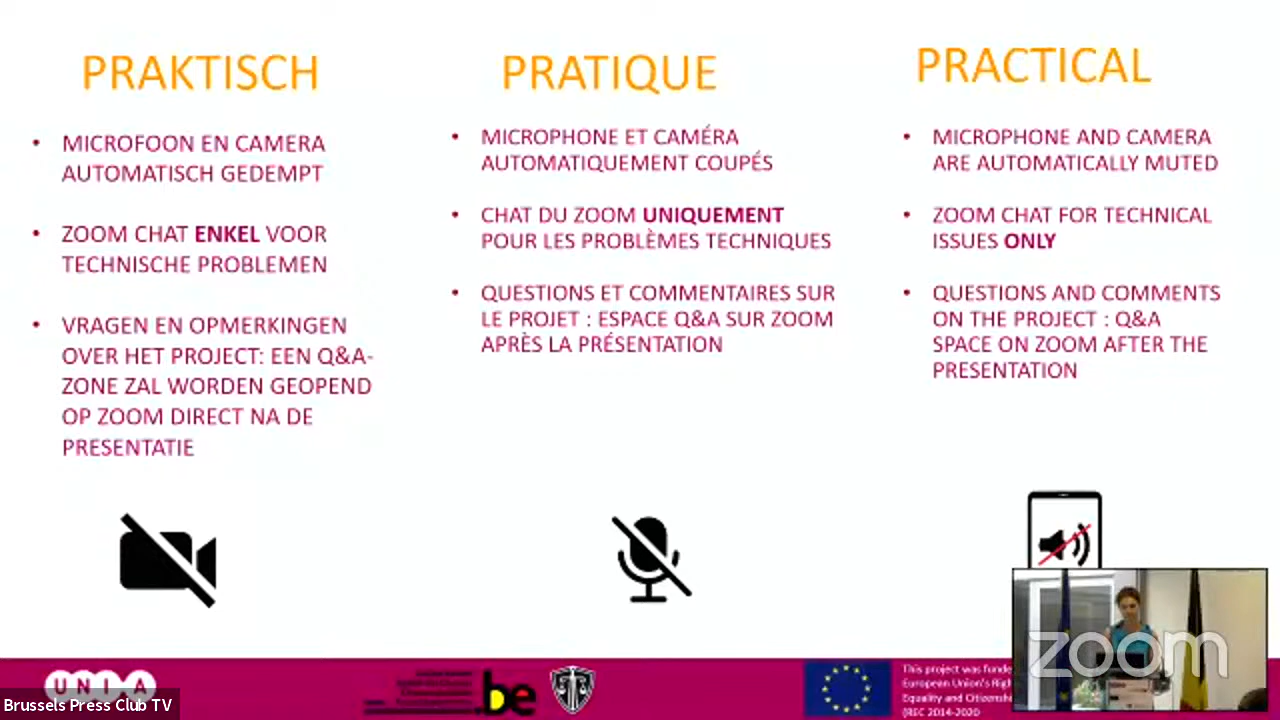 PRAKTISCH
• MICROFOON EN CAMERA
AUTOMATISCH GEDEMPT
• ZOOM CHAT ENKEL VOOR
TECHNISCHE PROBLEMEN
• VRAGEN EN OPMERKINGEN
OVER HET PROJECT: EEN Q&A-
ZONE ZAL WORDEN GEOPEND
OP ZOOM DIRECT NA DE
PRESENTATIE
PRATIQUE
• MICROPHONE ET CAMÉRA
AUTOMATIQUEMENT COUPÉS
• CHAT DU ZOOM UNIQUEMENT
POUR LES PROBLÈMES TECHNIQUES
• QUESTIONS ET COMMENTAIRES SUR
LE PROJET : ESPACE Q&A SUR ZOOM
APRÈS LA PRÉSENTATION
PRACTICAL
• MICROPHONE AND CAMERA
ARE AUTOMATICALLY MUTED
• ZOOM CHAT FOR TECHNICAL
ISSUES ONLY
• QUESTIONS AND COMMENTS
ON THE PROJECT : Q&A
SPACE ON ZOOM AFTER THE
PRESENTATION
zoom
UNIA
Brussels Press Club TV
.be
This project was funde
European Union's Righ
Equality and Citizenshi
(REC 2014-2020